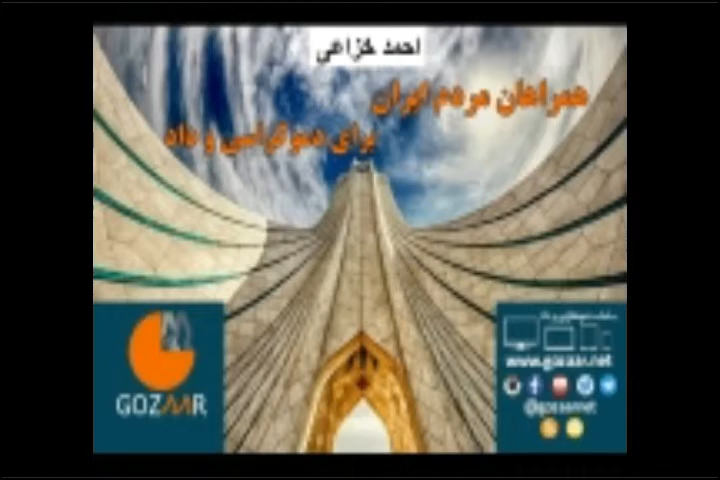 احمد خزاعی
همراهان مردم ایران
برای دموکراسی و داد
GOZAAR
www.gozaar.net
@gozaarnet